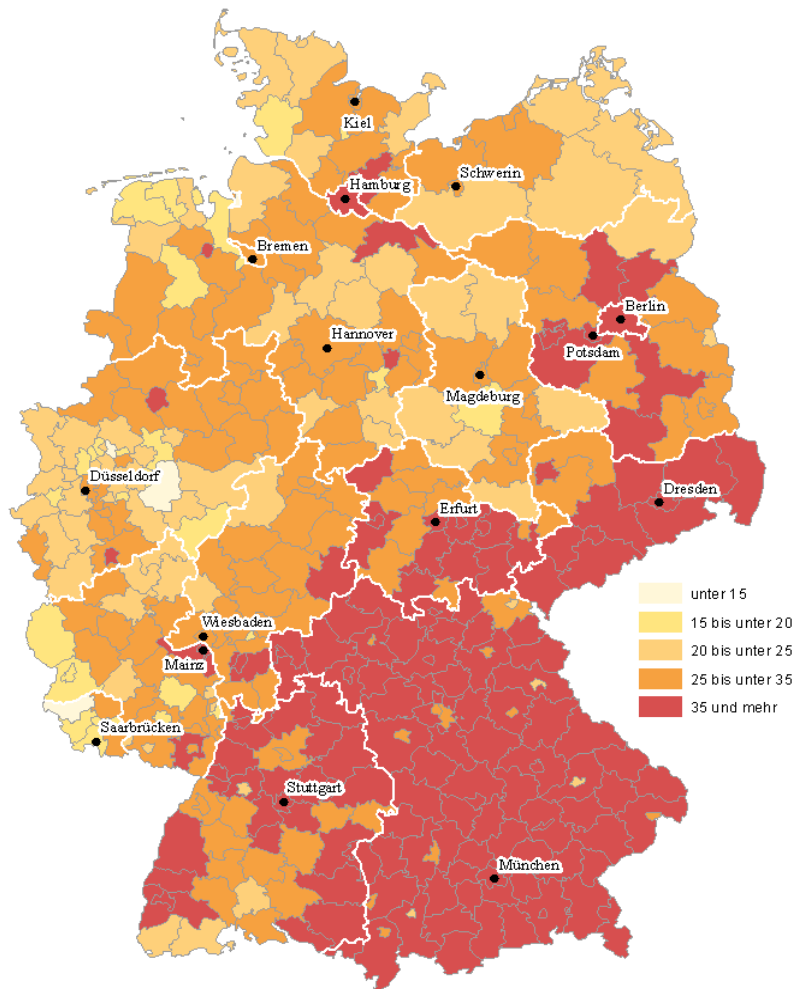 Kiel
Schwerin
Hamburg
Bremen
Berlin
Hannover
Potsdam
Magdeburg
Düsseldorf
Dresden
Erfurt
unter 15
15 bis unter 20
20 bis unter 25
25 bis unter 35
35 und mehr
Wiesbaden
Mainz
Saarbrücken
Stuttgart
München